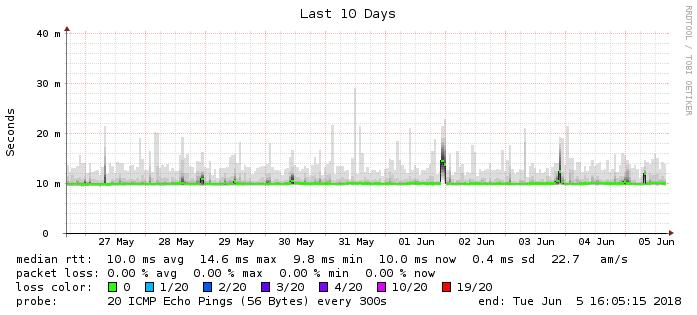 Last 10 Days
RRDTOOL / TOBI OETIKER
40 m
30 m
20 m
10 m
0
Seconds
27 May 28 May 29 May 30 May 31 May 01 Jun 02 Jun 03 Jun 04 Jun 05 Jun
median rtt: 10.0 ms avg 14.6 ms max 9.8 ms min 10.0 ms now 0.4 ms sd 22.7 am/s
packet loss: 0.00 % avg 0.00 % max 0.00 % min 0.00 % now
loss color: 0 1/20 2/20 3/20 4/20 10/20 19/20
probe: 20 ICMP Echo Pings (56 Bytes) every 300s end: Tue Jun 5 16:05:15 2018